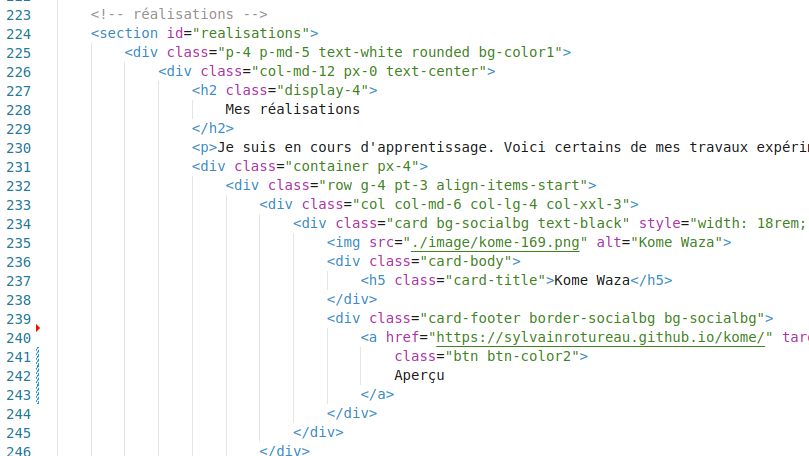 223 <!-- réalisations -->
224 <section id="realisations">
225 <div class="p-4 p-md-5 text-white rounded bg-color1">
226 <div class="col-md-12 px-0 text-center">
227 <h2 class="display-4">
228 Mes réalisations
229 </h2>
230 <p>Je suis en cours d'apprentissage. Voici certains de mes travaux expéri
231 <div class="container px-4">
232 <div class="row g-4 pt-3 align-items-start">
233 <div class="col col-md-6 col-lg-4 col-xxl-3">
234 <div class="card bg-socialbg text-black" style="width: 18rem;
235 <img src="./image/kome-169.png" alt="Kome Waza">
236 <div class="card-body">
237 <h5 class="card-title">Kome Waza</h5>
238 </div>
239 <div class="card-footer border-socialbg bg-socialbg">
240 <a href="https://sylvainrotureau.github.io/kome/" tar
241 class="btn btn-color2">
242 Aperçu
243 </a>
244 </div>
245 </div>
246 </div>